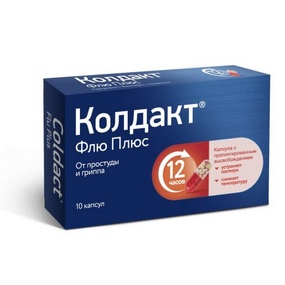 Колдакт®
Флю Плюс
От простуды
и гриппа
12
часов
Капсула с
пролонгированным
высвобождением
устраняет
насморк
снижает
температуру
10 капсул
Coldact®
Flu Plus